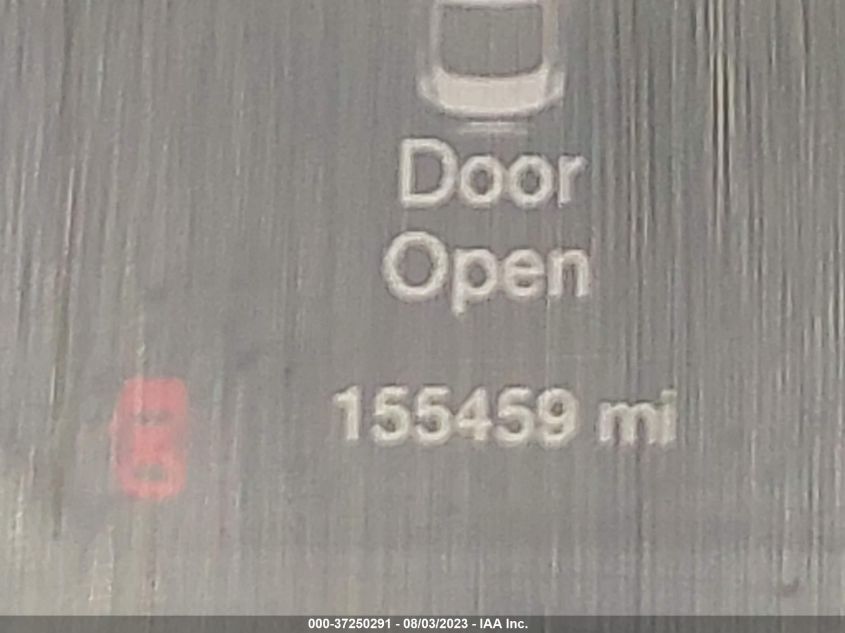 Door
Open
155459 mi
000-37250291 - 08/03/2023 - IAA Inc.